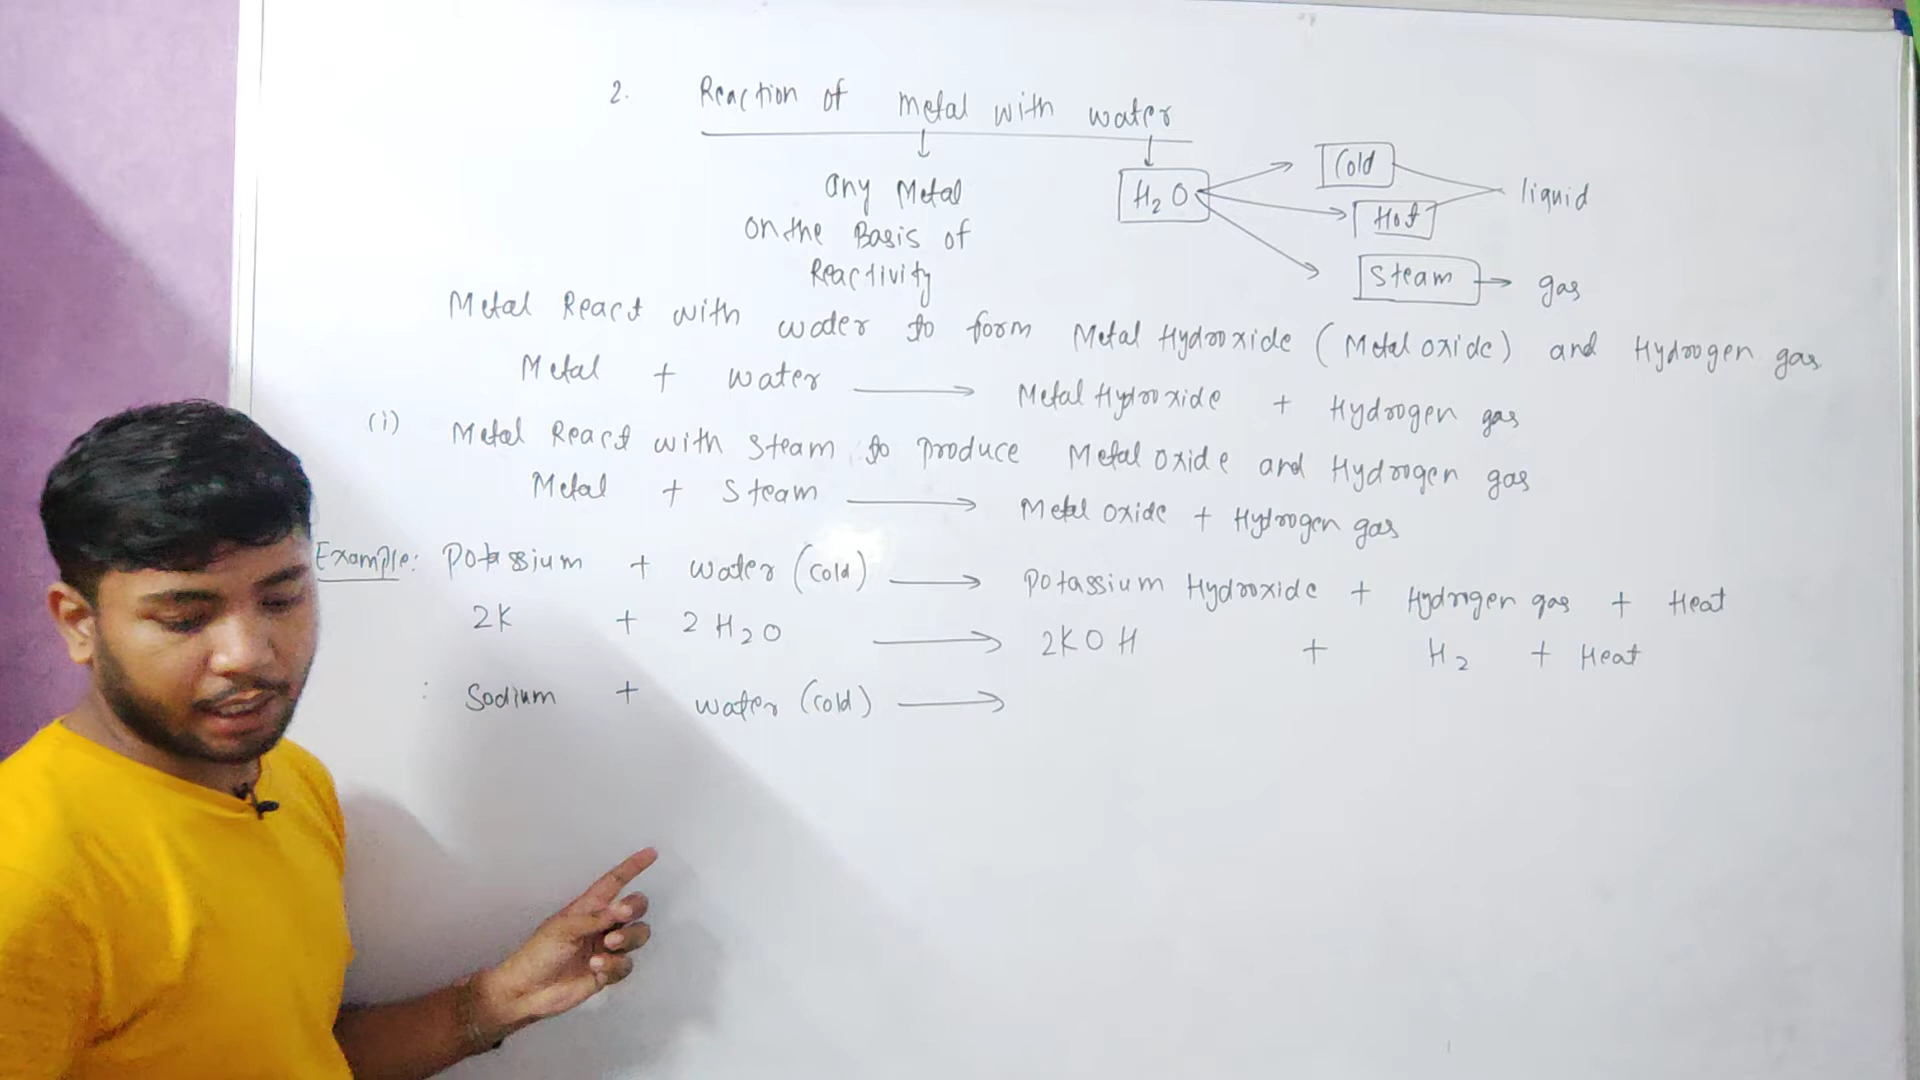 2. Reaction of metal with water
any Metal
on the Basis of
Reactivity
H2O
Cold
Hot
liquid
Steam
gas
Metal React with water to form Metal Hydroxide (Metal oxide) and Hydrogen gas
Metal + water → Metal Hydroxide + Hydrogen gas
(i) Metal React with Steam to produce Metal oxide and Hydrogen gas
Metal + Steam → Metal oxide + Hydrogen gas
Example: Potassium + water (cold) → Potassium Hydroxide + Hydrogen gas + Heat
2K + 2H2O → 2KOH + H2 + Heat
: Sodium + water (cold) →